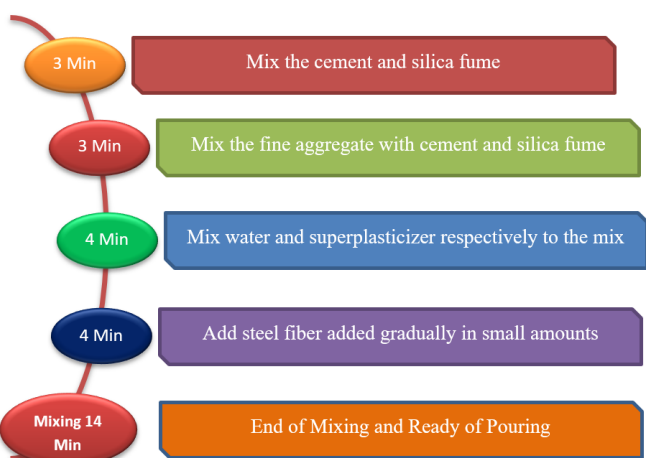 3 Min
Mix the cement and silica fume
3 Min
Mix the fine aggregate with cement and silica fume
4 Min
Mix water and superplasticizer respectively to the mix
4 Min
Add steel fiber added gradually in small amounts
Mixing 14
Min
End of Mixing and Ready of Pouring